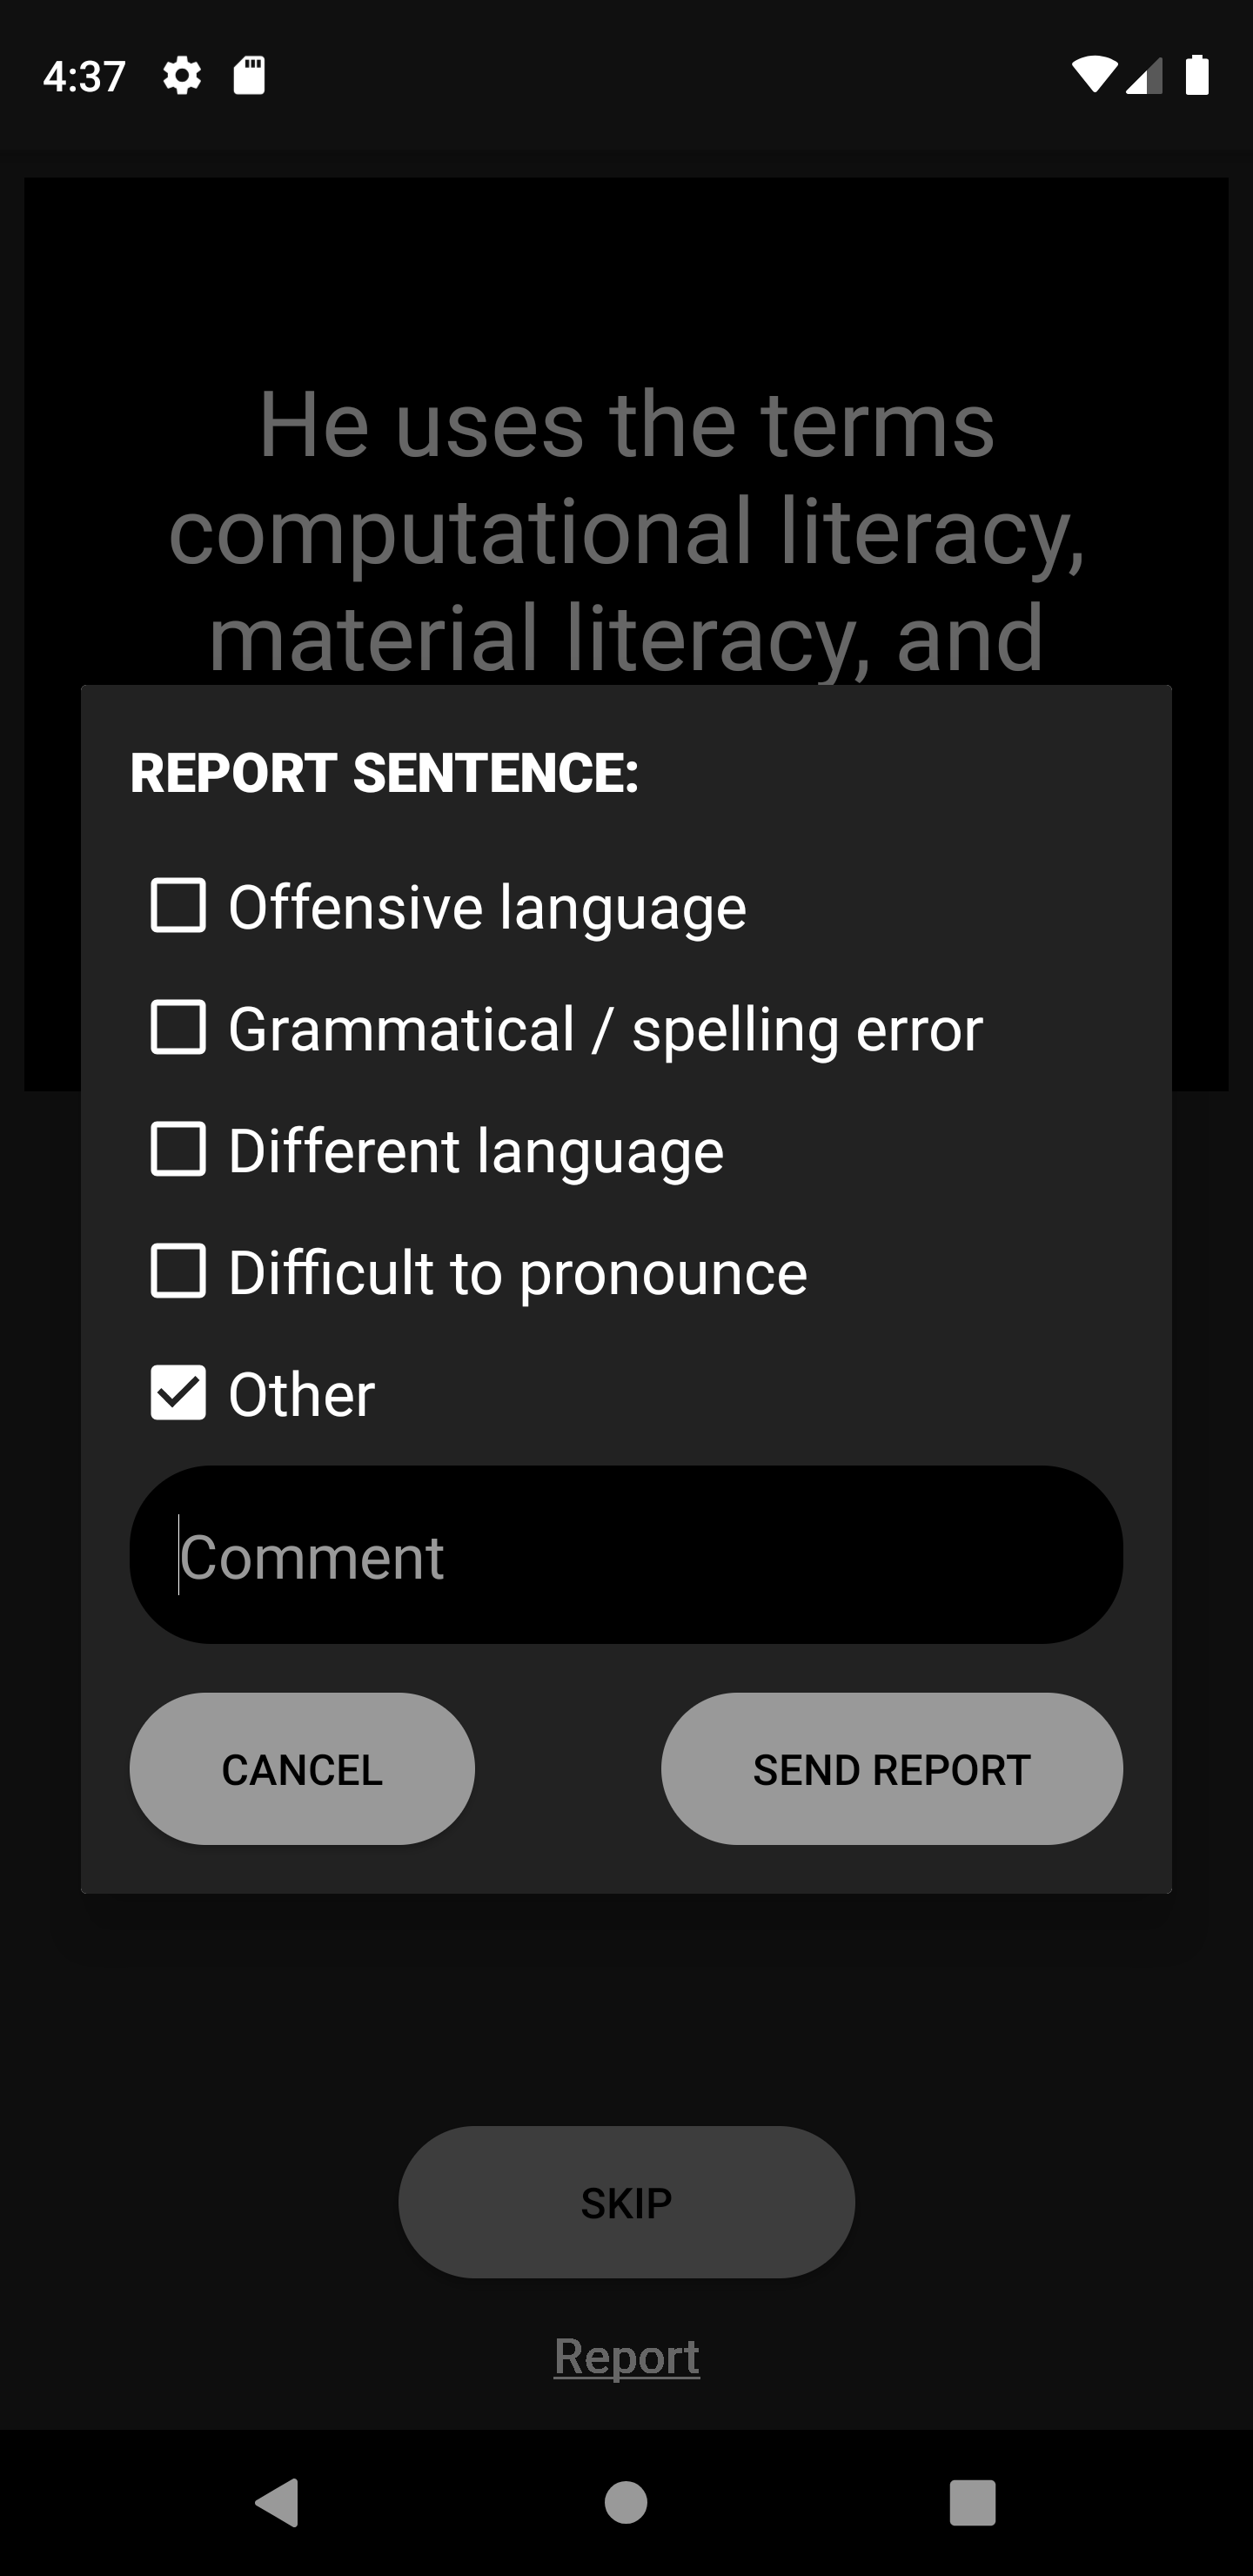 4:37
He uses the terms
computational literacy,
material literacy, and
REPORT SENTENCE:
Offensive language
Grammatical / spelling error
Different language
Difficult to pronounce
Other
Comment
CANCEL
SEND REPORT
SKIP
Report